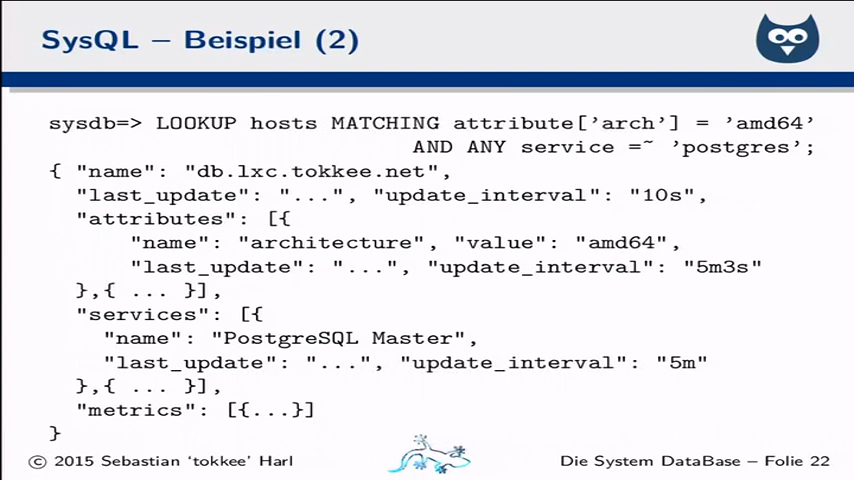 SysQL – Beispiel (2)
sysdb=> LOOKUP hosts MATCHING attribute['arch'] = 'amd64'
AND ANY service =~ 'postgres';
{ "name": "db.lxc.tokkee.net",
"last_update": "...", "update_interval": "10s",
"attributes": [{
"name": "architecture", "value": "amd64",
"last_update": "...", "update_interval": "5m3s"
},{ ... }],
"services": [{
"name": "PostgreSQL Master",
"last_update": "...", "update_interval": "5m"
},{ ... }],
"metrics": [{...}]
}
© 2015 Sebastian ‘tokkee’ Harl
Die System DataBase – Folie 22